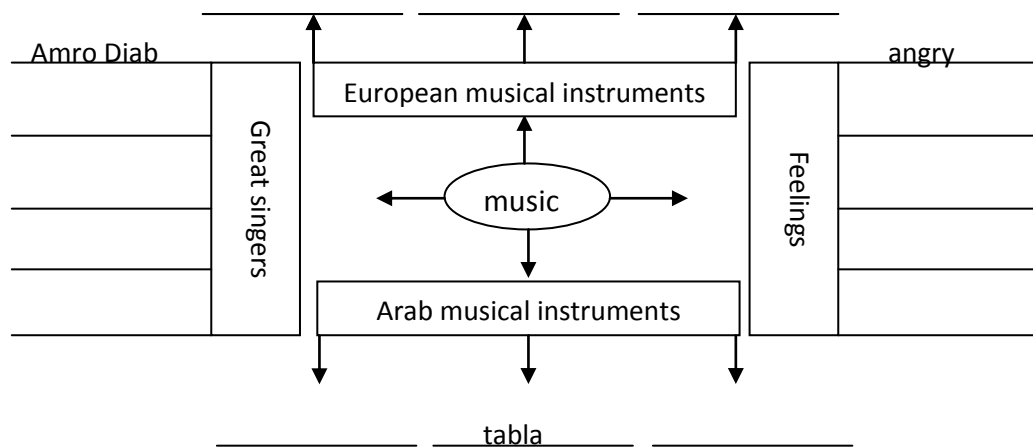 Amro Diab
angry
European musical instruments
Great singers
music
Feelings
Arab musical instruments
tabla